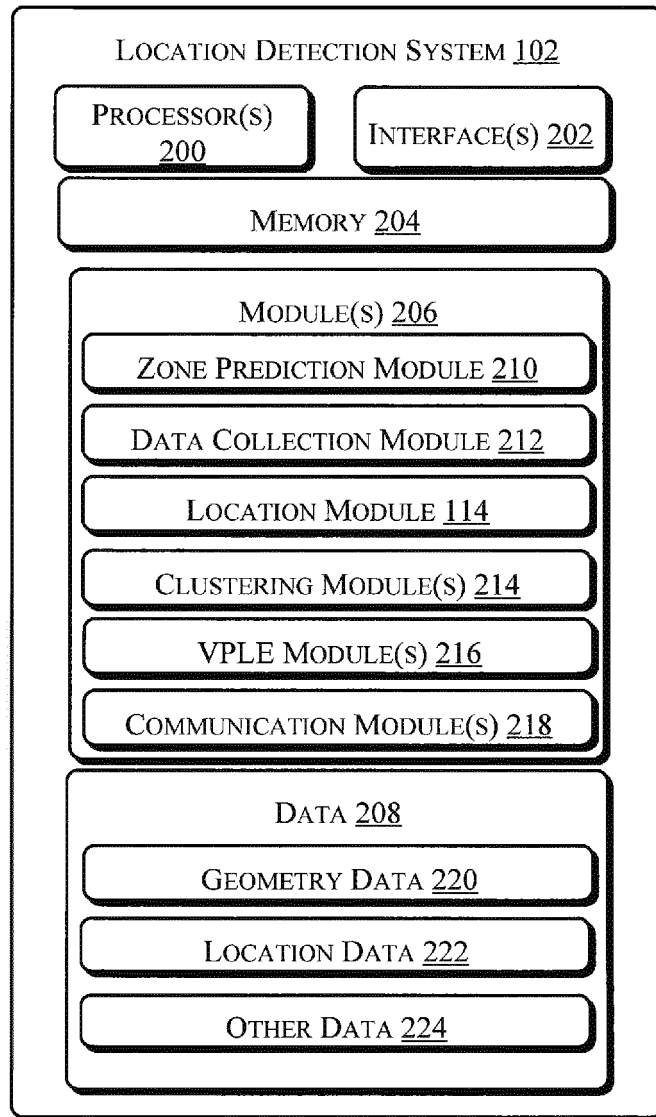 LOCATION DETECTION SYSTEM 102
PROCESSOR(S)
200
INTERFACE(S) 202
MEMORY 204
MODULE(S) 206
ZONE PREDICTION MODULE 210
DATA COLLECTION MODULE 212
LOCATION MODULE 114
CLUSTERING MODULE(S) 214
VPLE MODULE(S) 216
COMMUNICATION MODULE(S) 218
DATA 208
GEOMETRY DATA 220
LOCATION DATA 222
OTHER DATA 224